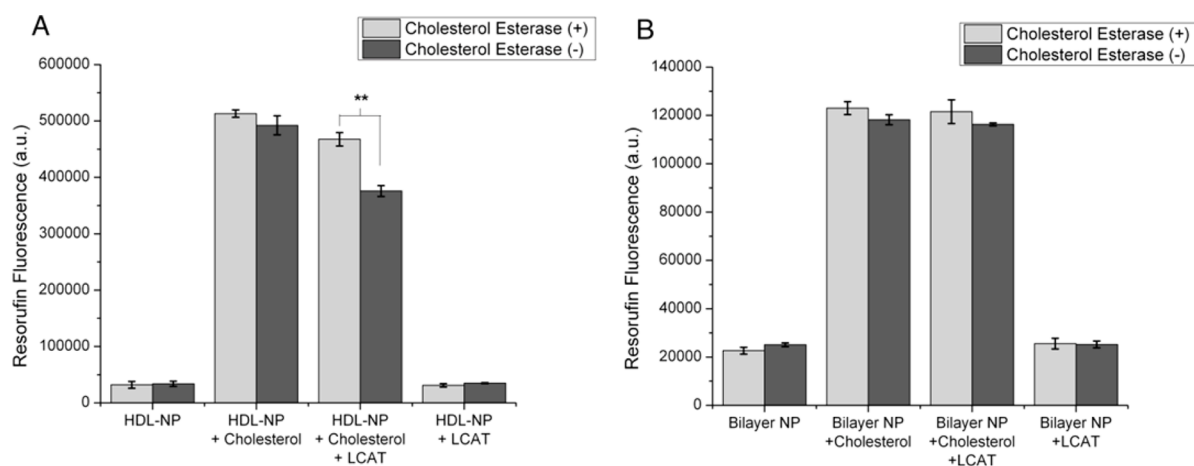 A
Cholesterol Esterase (+)
Cholesterol Esterase (-)
600000
500000
400000
300000
200000
100000
0
Resorufin Fluorescence (a.u.)
**
HDL-NP
HDL-NP
+ Cholesterol
HDL-NP
+ Cholesterol
+ LCAT
HDL-NP
+ LCAT
B
Cholesterol Esterase (+)
Cholesterol Esterase (-)
140000
120000
100000
80000
60000
40000
20000
0
Resorufin Fluorescence (a.u.)
Bilayer NP
Bilayer NP
+Cholesterol
Bilayer NP
+Cholesterol
+LCAT
Bilayer NP
+LCAT